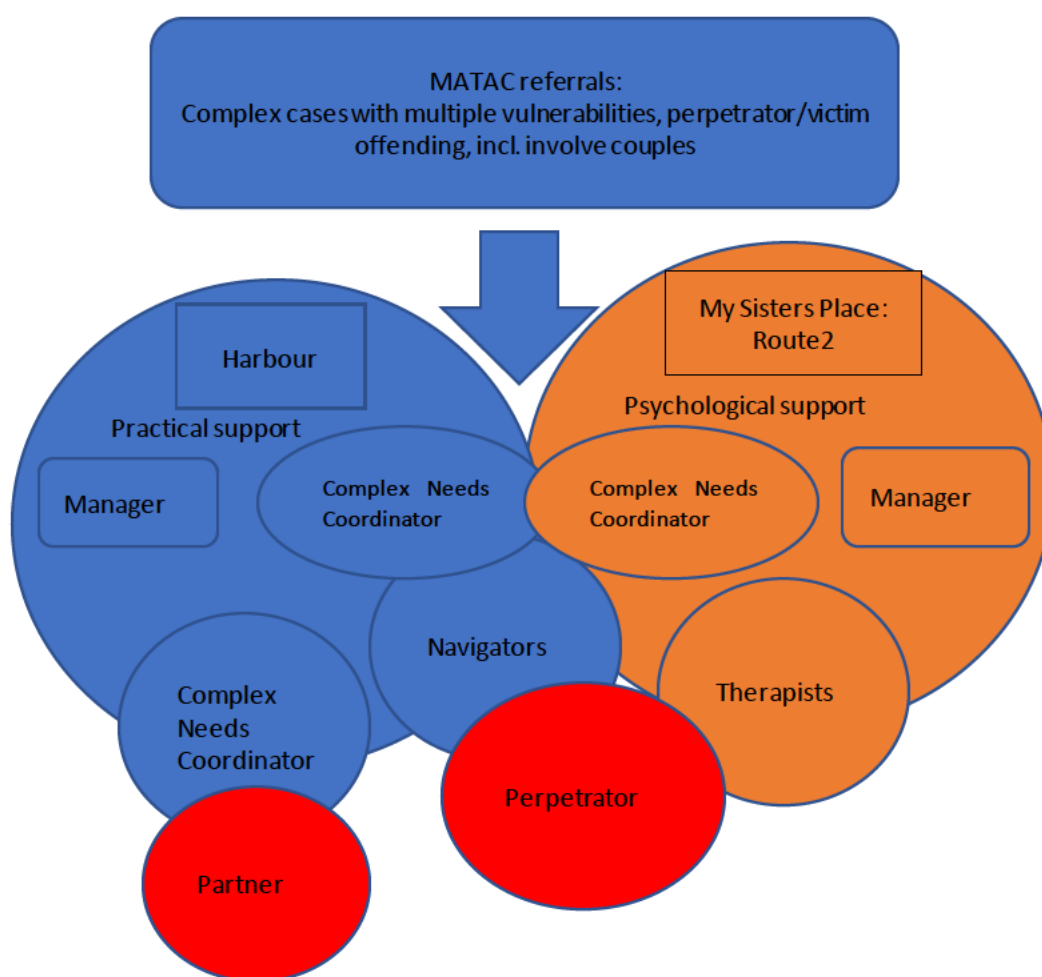 MATAC referrals:
Complex cases with multiple vulnerabilities, perpetrator/victim
offending, incl. involve couples
Harbour
My Sisters Place:
Route2
Practical support
Psychological support
Manager
Complex Needs
Coordinator
Complex Needs
Coordinator
Manager
Navigators
Therapists
Complex
Needs
Coordinator
Perpetrator
Partner